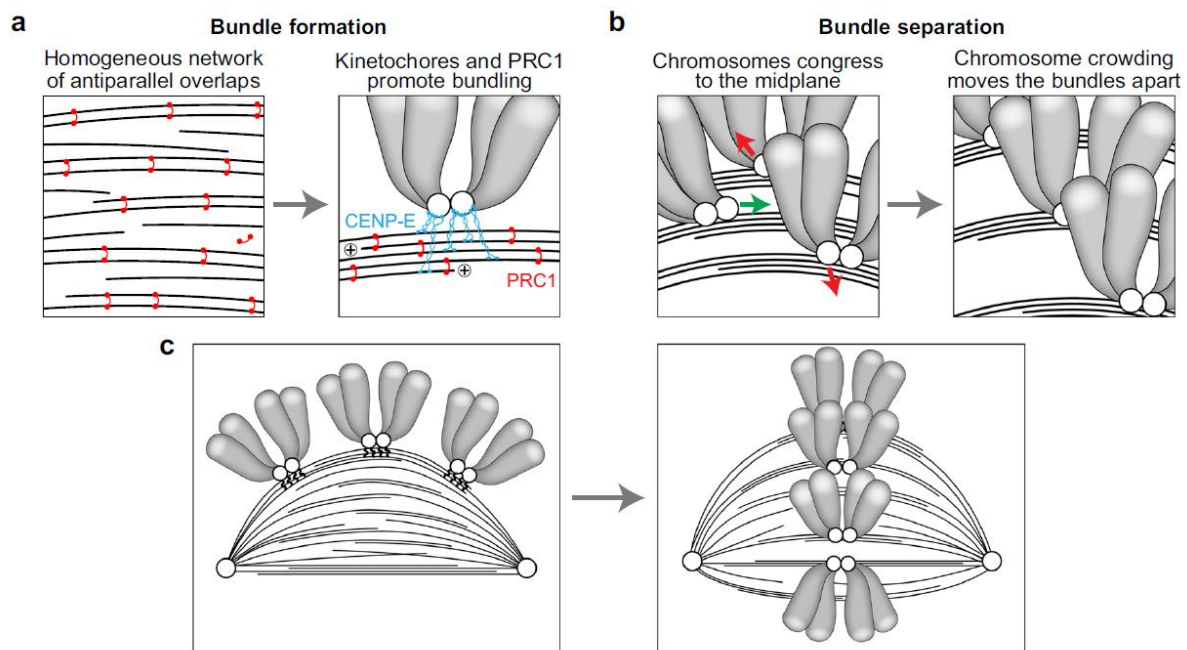 a
Bundle formation
Homogeneous network
of antiparallel overlaps
Kinetochores and PRC1
promote bundling
CENP-E
+
+
PRC1
b
Bundle separation
Chromosomes congress
to the midplane
Chromosome crowding
moves the bundles apart
c